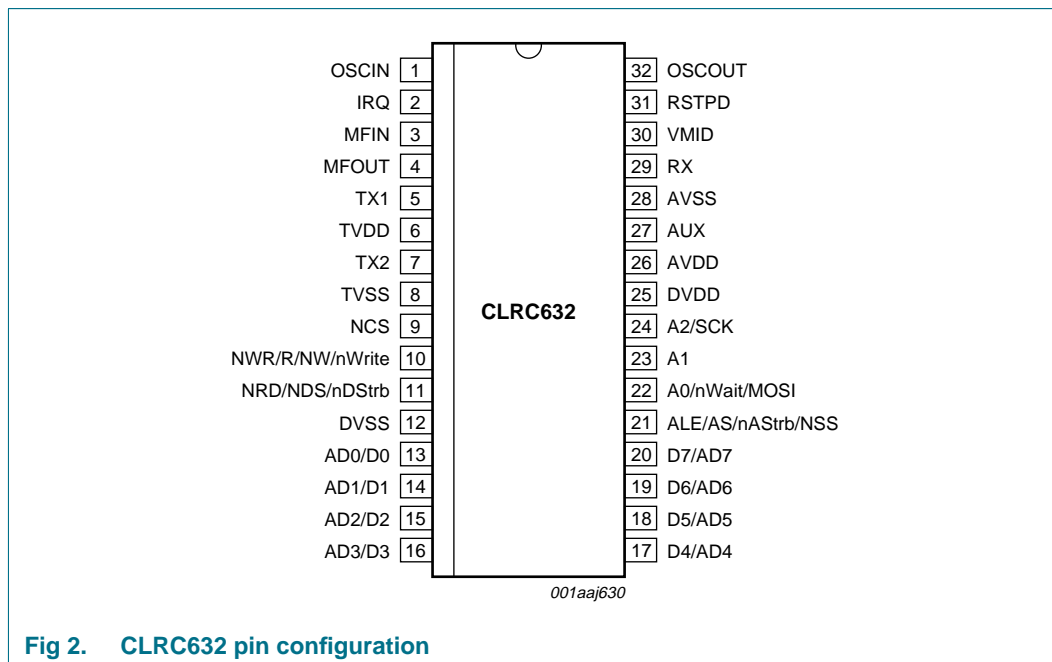 OSCIN 1 32 OSCOUT
IRQ 2 31 RSTPD
MFIN 3 30 VMID
MFOUT 4 29 RX
TX1 5 28 AVSS
TVDD 6 27 AUX
TX2 7 26 AVDD
TVSS 8 25 DVDD
CLRC632
NCS 9 24 A2/SCK
NWR/R/NW/nWrite 10 23 A1
NRD/NDS/nDStrb 11 22 A0/nWait/MOSI
DVSS 12 21 ALE/AS/nAStrb/NSS
AD0/D0 13 20 D7/AD7
AD1/D1 14 19 D6/AD6
AD2/D2 15 18 D5/AD5
AD3/D3 16 17 D4/AD4
001aaj630
Fig 2. CLRC632 pin configuration